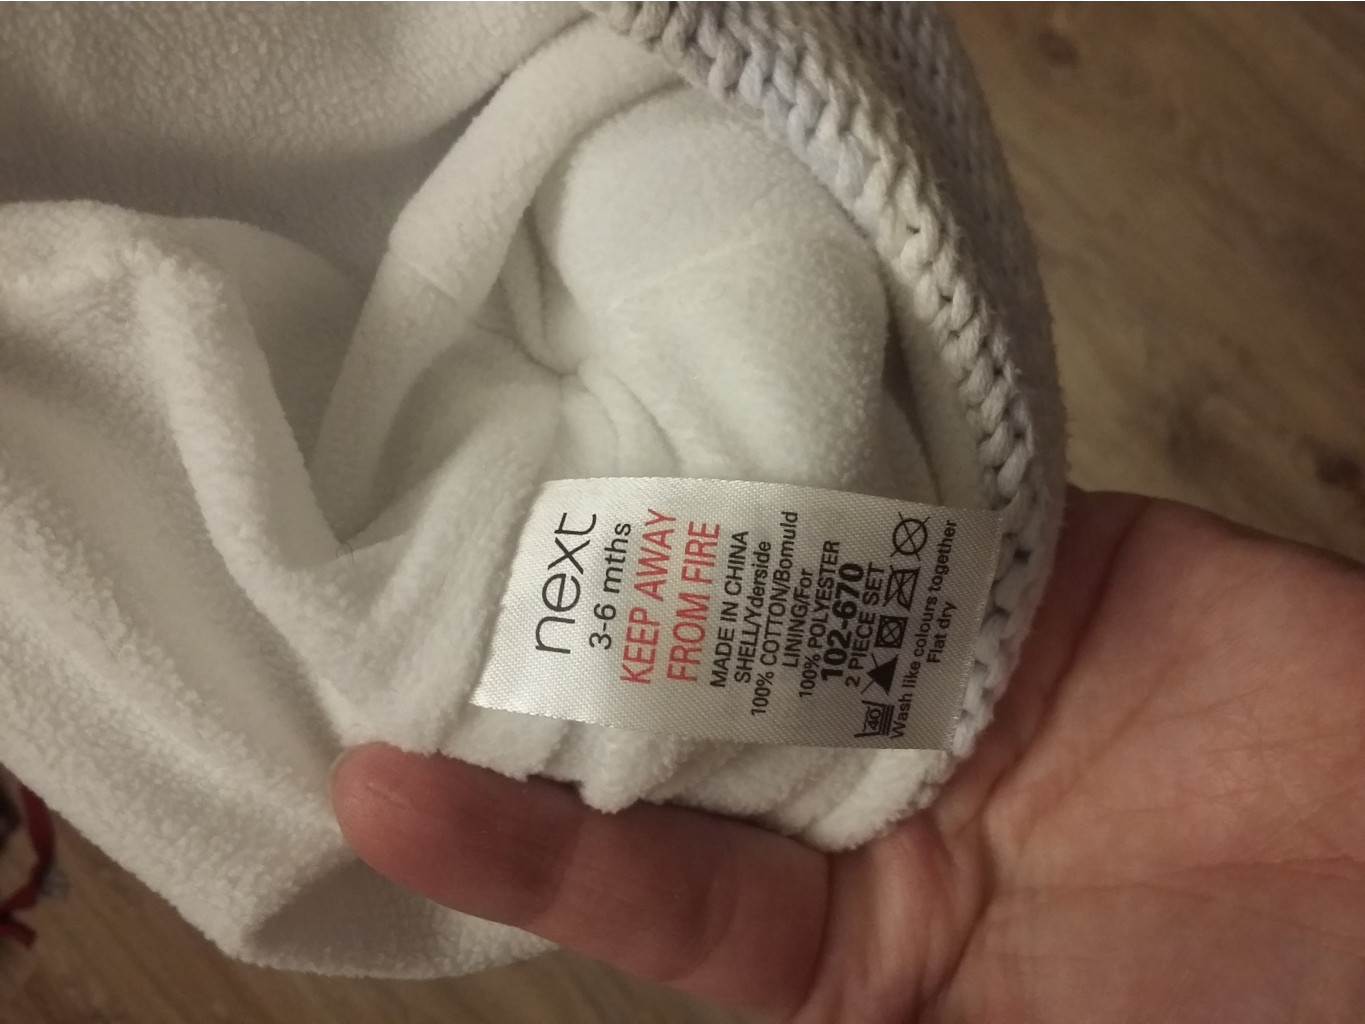 next
3-6 mths
KEEP AWAY
FROM FIRE
MADE IN CHINA
SHELL/Yderside
100% COTTON/Bomuld
LINING/For
100% POLYESTER
102-670
2 PIECE SET
40
Wash like colours together
Flat dry